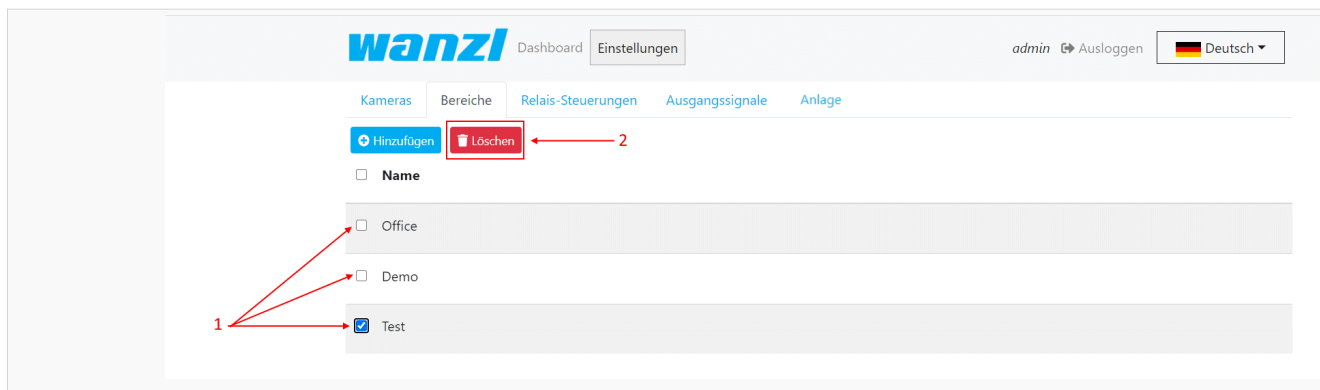 wanzl Dashboard Einstellungen admin Ausloggen Deutsch
Kameras Bereiche Relais-Steuerungen Ausgangssignale Anlage
Hinzufügen Löschen 2
Name
Office
Demo
1 Test